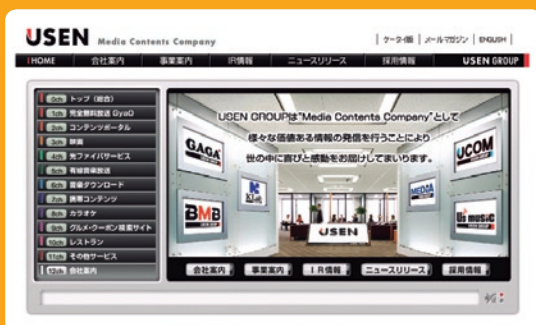 USEN Media Contents Company
ケータイ版 | メールマガジン | ENGLISH
HOME 会社案内 事業案内 IR情報 ニュースリリース 採用情報 USEN GROUP
0ch トップ（総合）
1ch 完全無料放送 GyaO
2ch コンテンツポータル
3ch 映画
4ch 光ファイバサービス
5ch 有線音楽放送
6ch 音楽ダウンロード
7ch 携帯コンテンツ
8ch カラオケ
9ch グルメ・クーポン検索サイト
10ch レストラン
11ch その他サービス
12ch 会社案内
USEN GROUPは"Media Contents Company"として
様々な価値ある情報の発信を行うことにより
世の中に喜びと感動をお届けしてまいります。
GAGA
UCOM
Klab
MEDIA
BMB
U's music
USEN
会社案内 事業案内 IR情報 ニュースリリース 採用情報